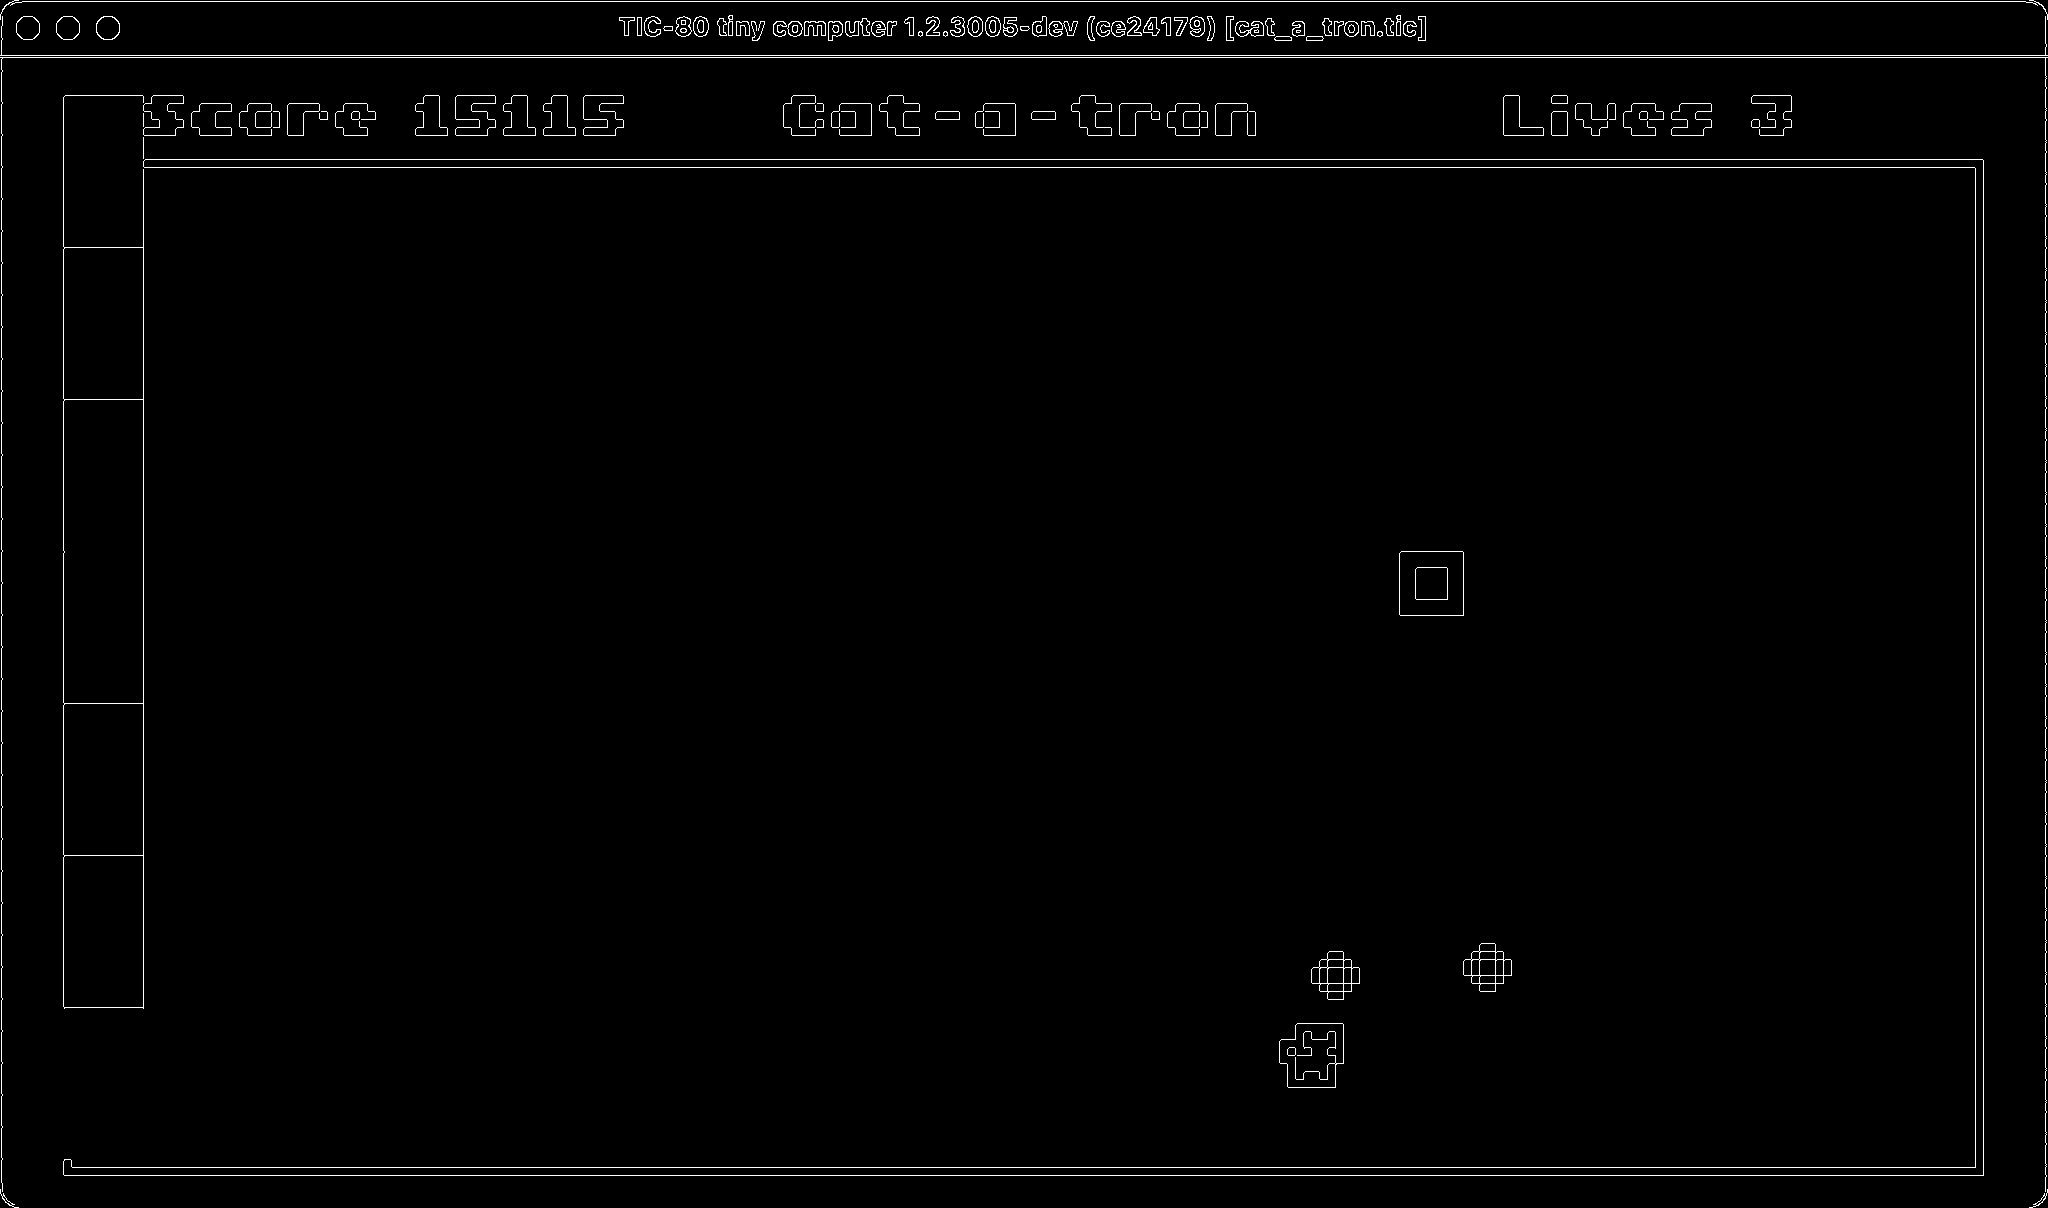 TIC-80 tiny computer 1.2.3005-dev (ce24179) [cat_a_tron.tic]
Score 15115 Cat-a-tron Lives 3